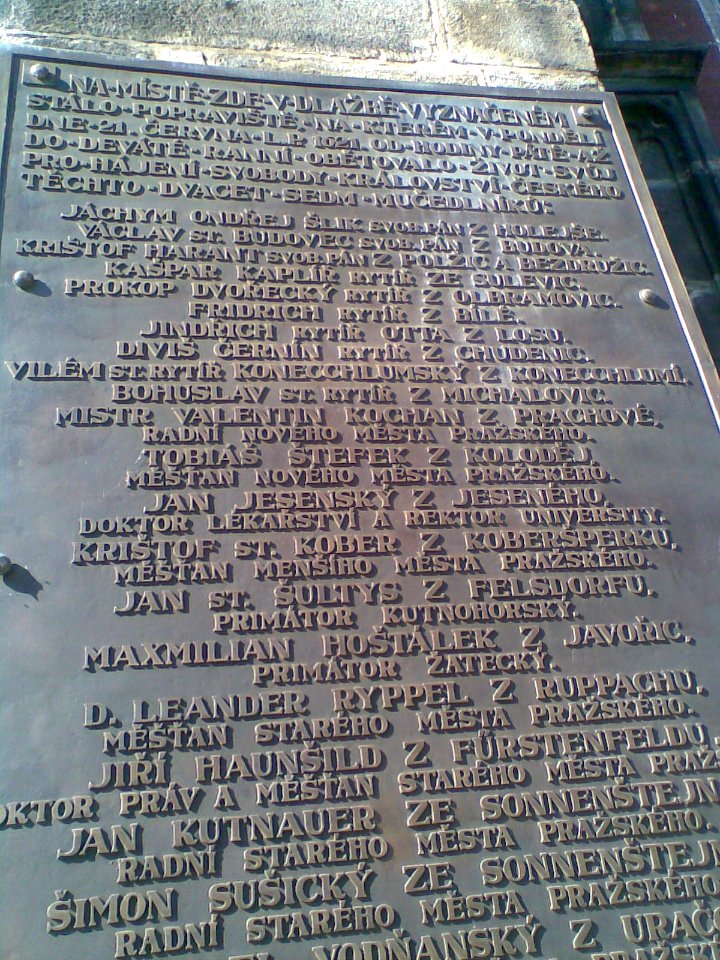 NA·MÍSTĚ·ZDE·V·DLAŽBĚ·VYZNAČENÉM
STÁLO·POPRAVIŠTĚ,·NA·KTERÉM·V·PONDĚLÍ
DNE·21.·ČERVNA·L.P.·1621·OD·HODINY·PÁTÉ·AŽ
DO·DEVÁTÉ·RANNÍ·OBĚTOVALO·ŽIVOT·SVŮJ
PRO·HÁJENÍ·SVOBODY·KRÁLOVSTVÍ·ČESKÉHO
TĚCHTO·DVACET·SEDM·MUČEDLNÍKŮ:
JÁCHYM ONDŘEJ ŠLIK SVOB.PÁN Z HOLEJŠE.
VÁCLAV ST. BUDOVEC SVOB.PÁN Z BUDOVA.
KRIŠTOF HARANT SVOB.PÁN Z POLŽIC A BEZDRUŽIC.
KAŠPAR KAPLÍŘ RYTÍŘ ZE SULEVIC.
PROKOP DVOŘECKÝ RYTÍŘ Z OLBRAMOVIC.
FRIDRICH RYTÍŘ Z BÍLÉ.
JINDŘICH RYTÍŘ OTTA Z LOSU.
DIVIŠ ČERNÍN RYTÍŘ Z CHUDENIC.
VILÉM ST. RYTÍŘ KONECCHLUMSKÝ Z KONECCHLUMÍ.
BOHUSLAV ST. RYTÍŘ Z MICHALOVIC.
MISTR VALENTIN KOCHAN Z PRACHOVÉ,
RADNÍ NOVÉHO MĚSTA PRAŽSKÉHO.
TOBIÁŠ ŠTEFEK Z KOLODĚJ,
MĚŠŤAN NOVÉHO MĚSTA PRAŽSKÉHO.
JAN JESENSKÝ Z JESENÉHO,
DOKTOR LÉKAŘSTVÍ A REKTOR UNIVERSITY.
KRIŠTOF ST. KOBER Z KOBERŠPERKU,
MĚŠŤAN MENŠÍHO MĚSTA PRAŽSKÉHO.
JAN ST. ŠULTYS Z FELSDORFU,
PRIMÁTOR KUTNOHORSKÝ.
MAXMILIAN HOŠŤÁLEK Z JAVOŘIC,
PRIMÁTOR ŽATECKÝ.
D. LEANDER RYPPEL Z RUPPACHU,
MĚŠŤAN STARÉHO MĚSTA PRAŽSKÉHO.
JIŘÍ HAUNŠILD Z FÜRSTENFELDU,
DOKTOR PRÁV A MĚŠŤAN STARÉHO MĚSTA PRAŽ
JAN KUTNAUER ZE SONNENŠTEJN
RADNÍ STARÉHO MĚSTA PRAŽSKÉHO.
ŠIMON SUŠICKÝ ZE SONNENŠTEJ
RADNÍ STARÉHO MĚSTA PRAŽSKÉHO
VODŇANSKÝ Z URAČ